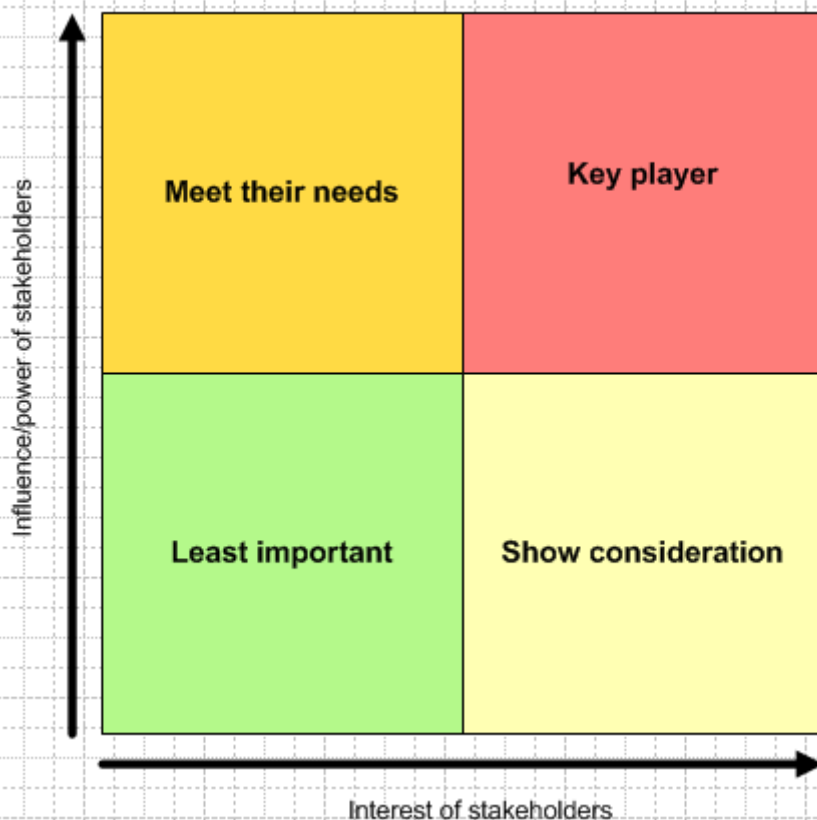 Influence/power of stakeholders
Meet their needs
Key player
Least important
Show consideration
Interest of stakeholders